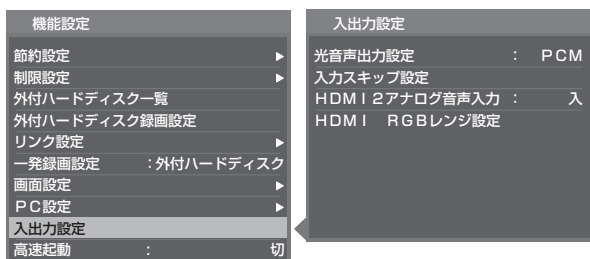 機能設定
節約設定
制限設定
外付ハードディスク一覧
外付ハードディスク録画設定
リンク設定
一発録画設定 :外付ハードディスク
画面設定
PC設定
入出力設定
高速起動 : 切
入出力設定
光音声出力設定 : PCM
入力スキップ設定
HDMI2アナログ音声入力 : 入
HDMI RGBレンジ設定